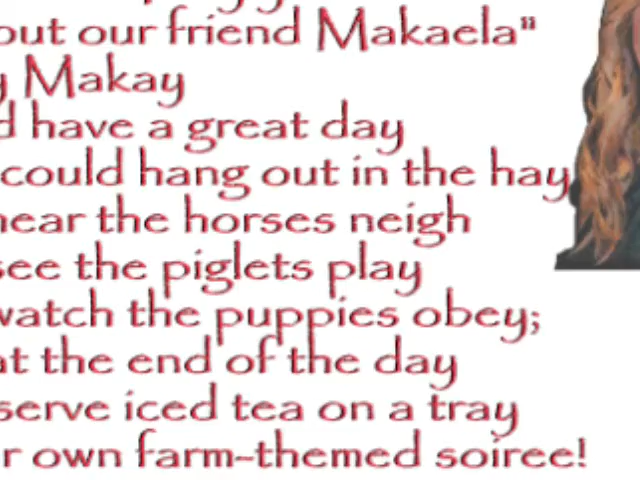 out our friend Makaela"
y Makay
d have a great day
could hang out in the hay
hear the horses neigh
see the piglets play
watch the puppies obey;
at the end of the day
serve iced tea on a tray
r own farm-themed soiree!